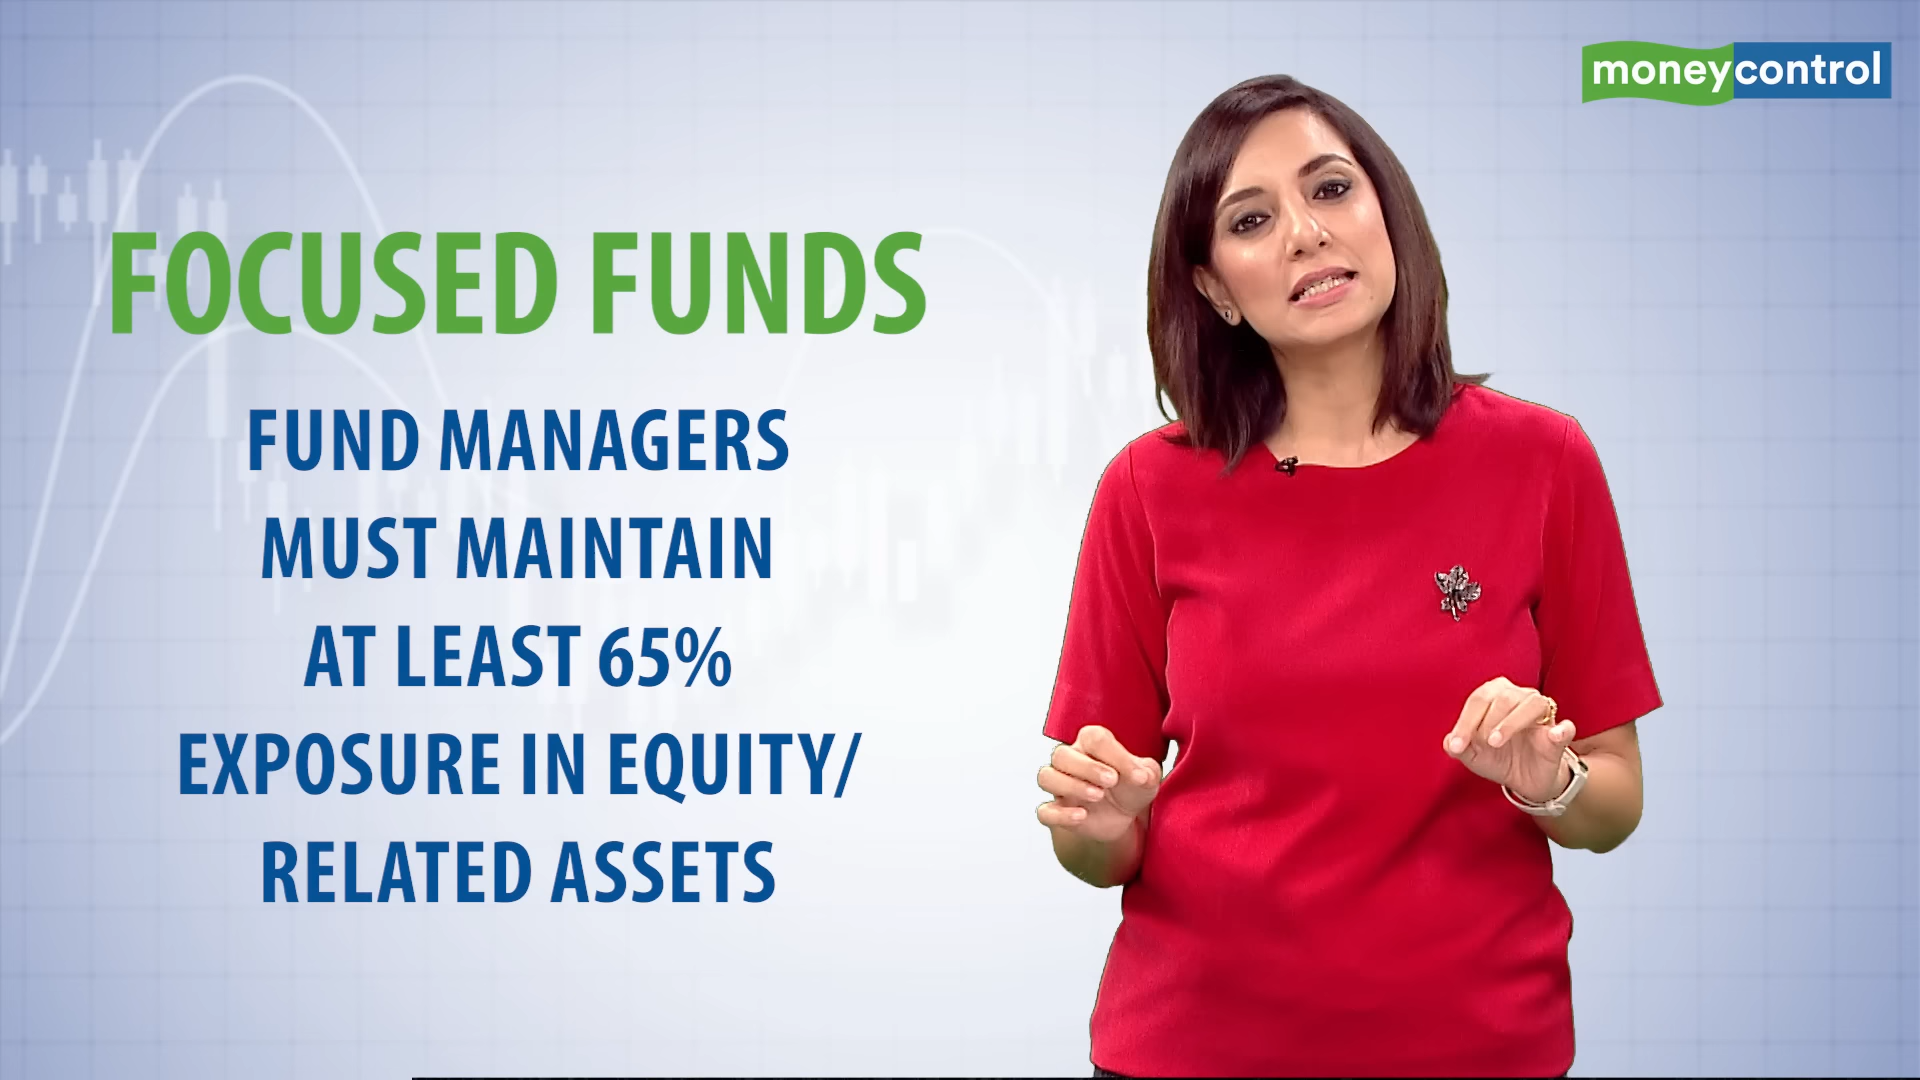 moneycontrol
FOCUSED FUNDS
FUND MANAGERS
MUST MAINTAIN
AT LEAST 65%
EXPOSURE IN EQUITY/
RELATED ASSETS